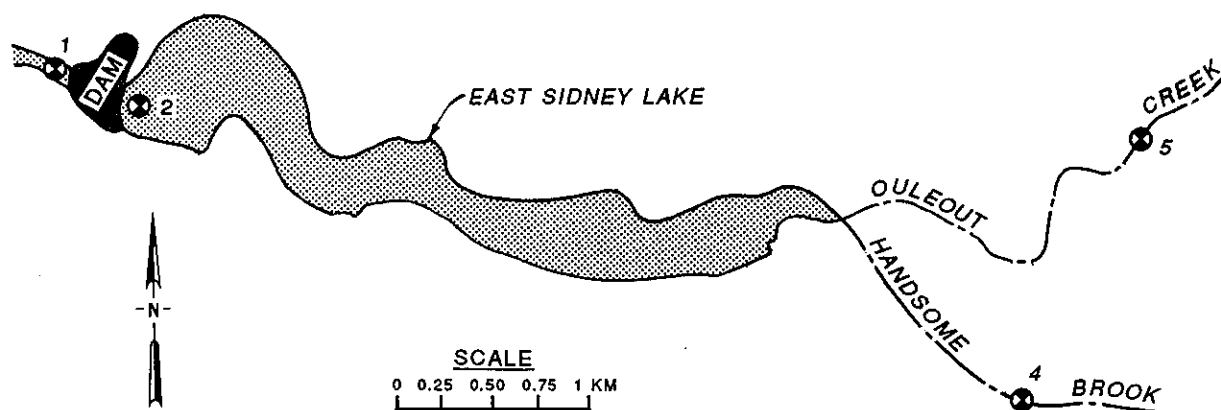 1
DAM
2
EAST SIDNEY LAKE
CREEK
5
OULEOUT
HANDSOME
-N-
SCALE
0 0.25 0.50 0.75 1 KM
4
BROOK